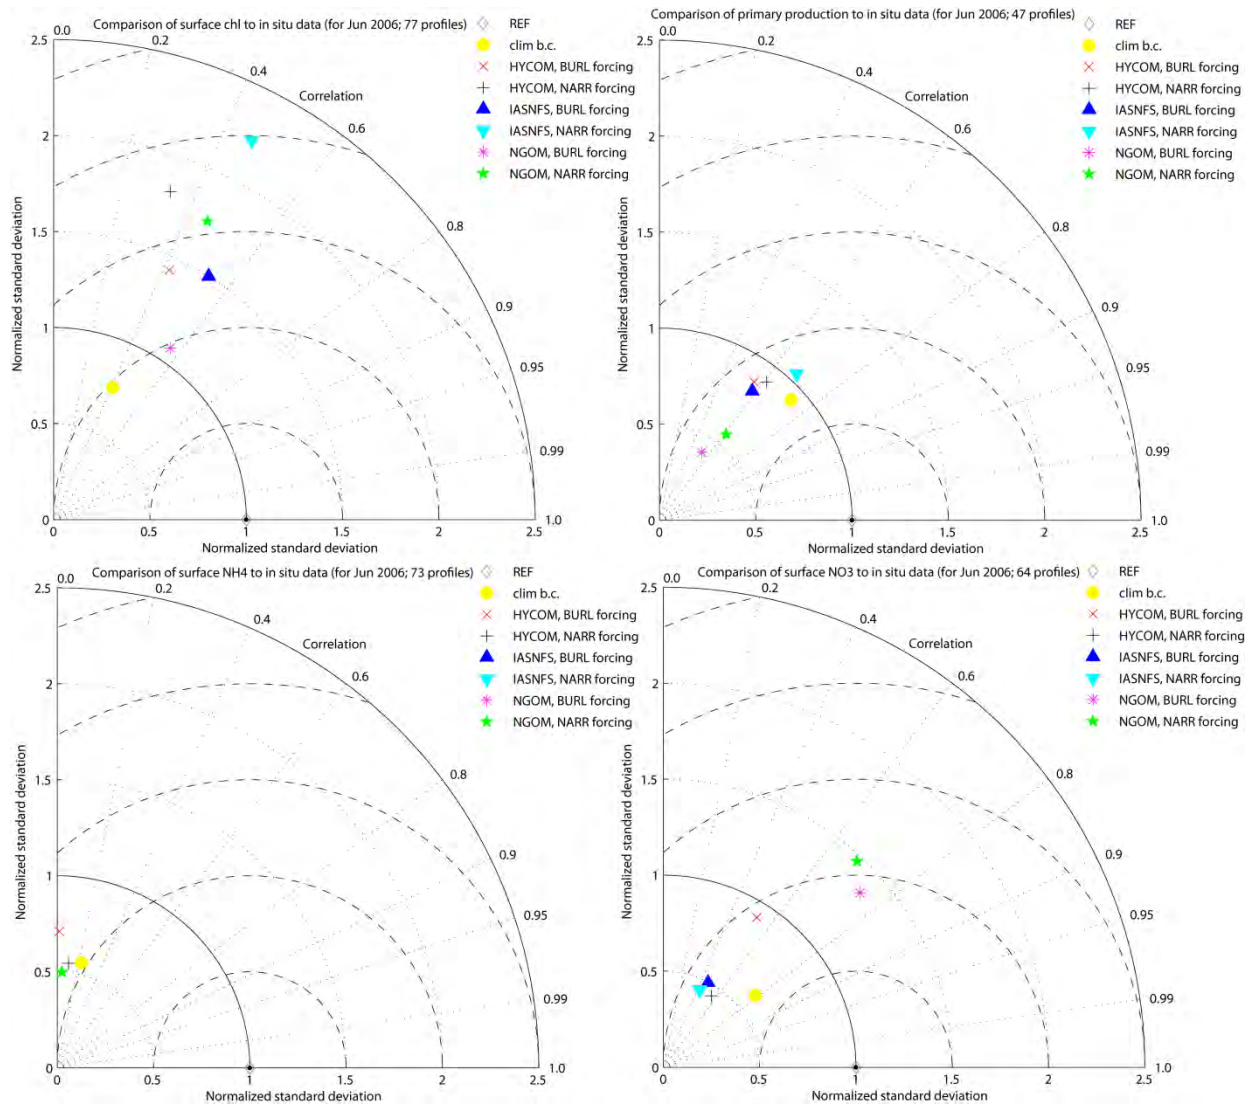 Comparison of surface chl to in situ data (for Jun 2006; 77 profiles)
REF
clim b.c.
HYCOM, BURL forcing
HYCOM, NARR forcing
IASNFS, BURL forcing
IASNFS, NARR forcing
NGOM, BURL forcing
NGOM, NARR forcing
Correlation
0.0
0.2
0.4
0.6
0.8
0.9
0.95
0.99
1.0
2.5
2
1.5
1
0.5
0
Normalized standard deviation
0
0.5
1
1.5
2
2.5
Normalized standard deviation
Comparison of primary production to in situ data (for Jun 2006; 47 profiles)
REF
clim b.c.
HYCOM, BURL forcing
HYCOM, NARR forcing
IASNFS, BURL forcing
IASNFS, NARR forcing
NGOM, BURL forcing
NGOM, NARR forcing
Correlation
0.0
0.2
0.4
0.6
0.8
0.9
0.95
0.99
1.0
2.5
2
1.5
1
0.5
0
Normalized standard deviation
0
0.5
1
1.5
2
2.5
Normalized standard deviation
Comparison of surface NH4 to in situ data (for Jun 2006; 73 profiles)
REF
clim b.c.
HYCOM, BURL forcing
HYCOM, NARR forcing
IASNFS, BURL forcing
IASNFS, NARR forcing
NGOM, BURL forcing
NGOM, NARR forcing
Correlation
0.0
0.2
0.4
0.6
0.8
0.9
0.95
0.99
1.0
2.5
2
1.5
1
0.5
0
Normalized standard deviation
0
0.5
1
1.5
2
2.5
Normalized standard deviation
Comparison of surface NO3 to in situ data (for Jun 2006; 64 profiles)
REF
clim b.c.
HYCOM, BURL forcing
HYCOM, NARR forcing
IASNFS, BURL forcing
IASNFS, NARR forcing
NGOM, BURL forcing
NGOM, NARR forcing
Correlation
0.0
0.2
0.4
0.6
0.8
0.9
0.95
0.99
1.0
2.5
2
1.5
1
0.5
0
Normalized standard deviation
0
0.5
1
1.5
2
2.5
Normalized standard deviation